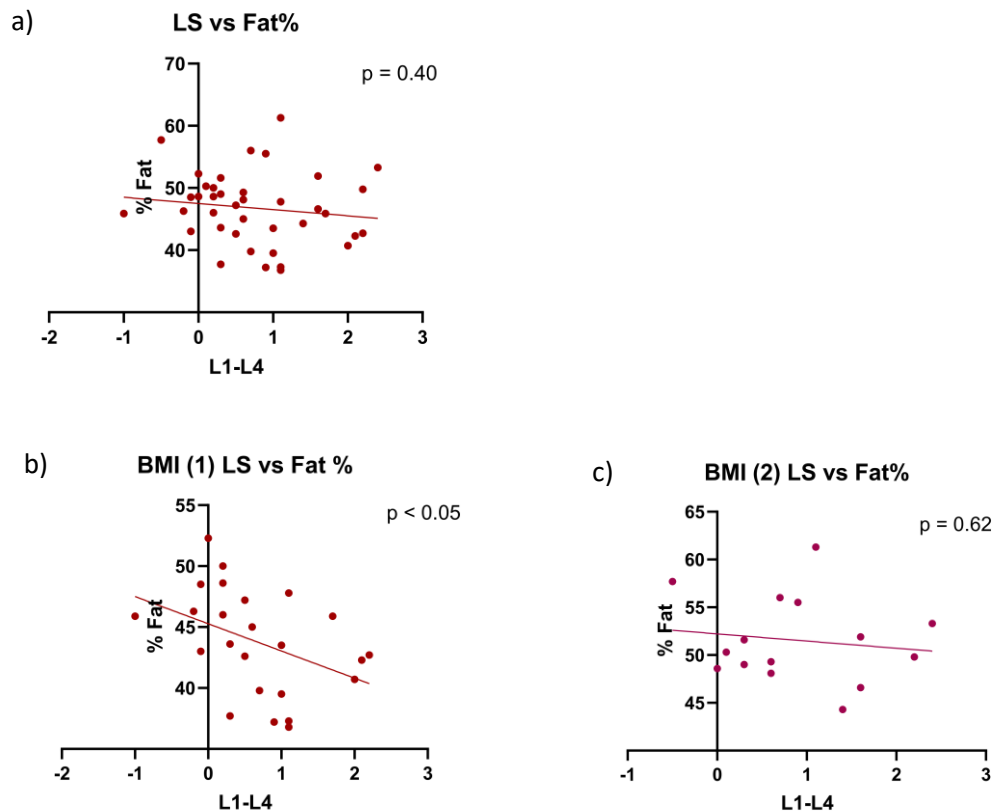 a)
LS vs Fat%
p = 0.40
70
60
50
40
% Fat
-2 -1 0 1 2 3
L1-L4
b)
BMI (1) LS vs Fat %
p < 0.05
55
50
45
40
% Fat
-2 -1 0 1 2 3
L1-L4
c)
BMI (2) LS vs Fat%
p = 0.62
65
60
55
50
45
% Fat
-1 0 1 2 3
L1-L4